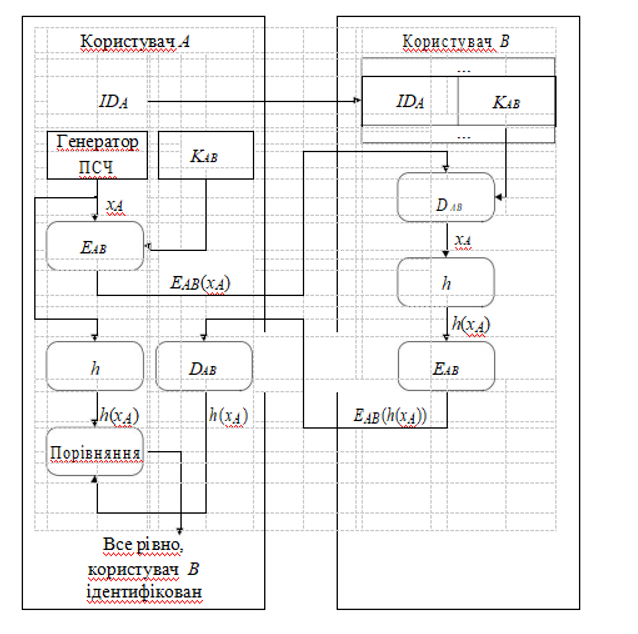 Користувач A
Користувач B
...
IDA
IDA
KAB
...
Генератор
ПСЧ
KAB
xA
DAB
EAB
xA
EAB(xA)
h
h(xA)
h
DAB
EAB
h(xA)
h(xA)
EAB(h(xA))
Порівняння
Все рівно,
користувач B
ідентифікован